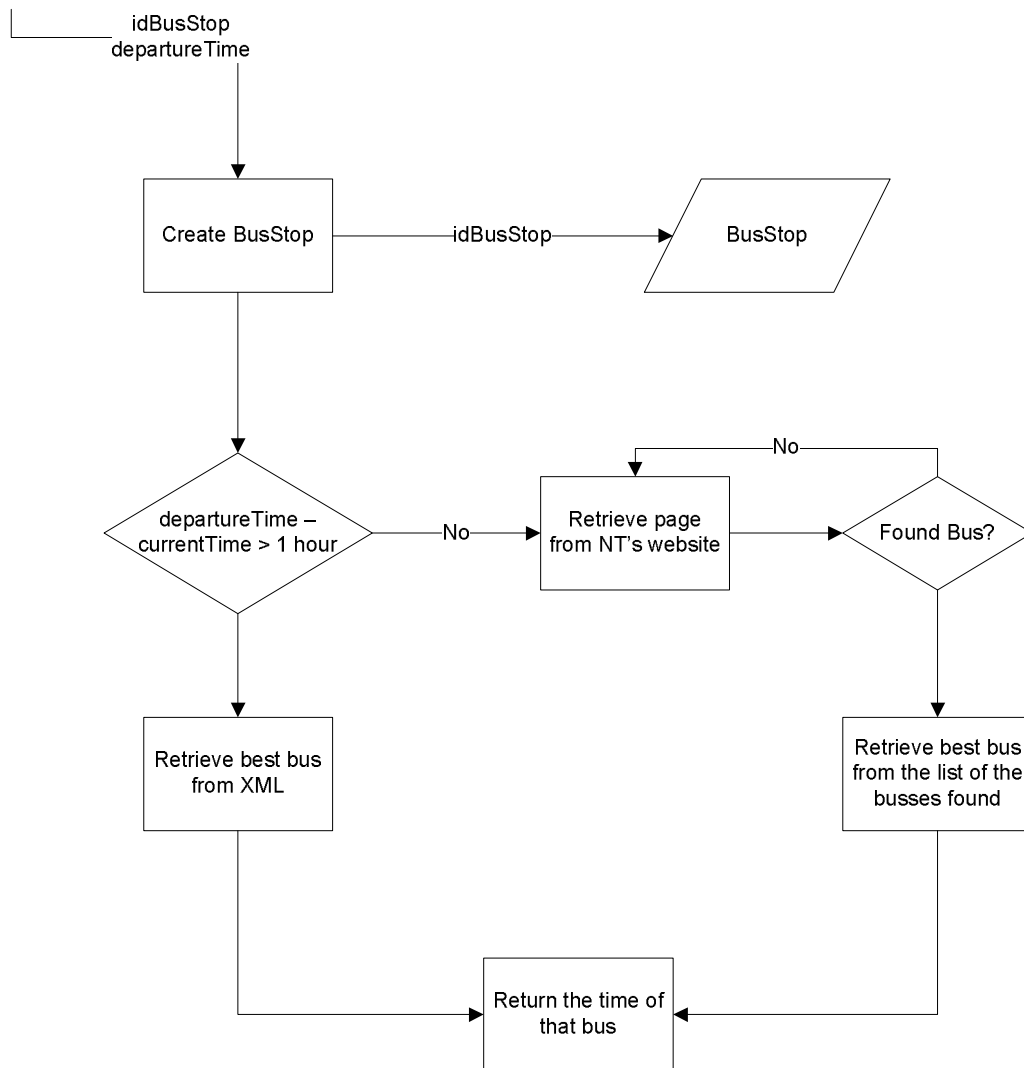 idBusStop
departureTime
Create BusStop
idBusStop
BusStop
No
departureTime –
currentTime > 1 hour
No
Retrieve page
from NT's website
Found Bus?
Retrieve best bus
from XML
Retrieve best bus
from the list of the
busses found
Return the time of
that bus